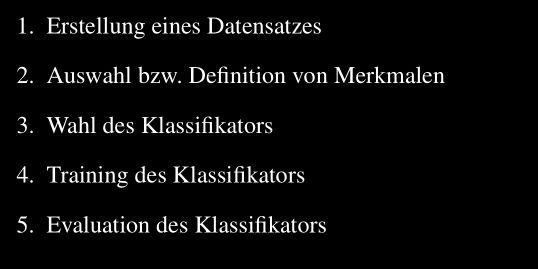 1. Erstellung eines Datensatzes
2. Auswahl bzw. Definition von Merkmalen
3. Wahl des Klassifikators
4. Training des Klassifikators
5. Evaluation des Klassifikators